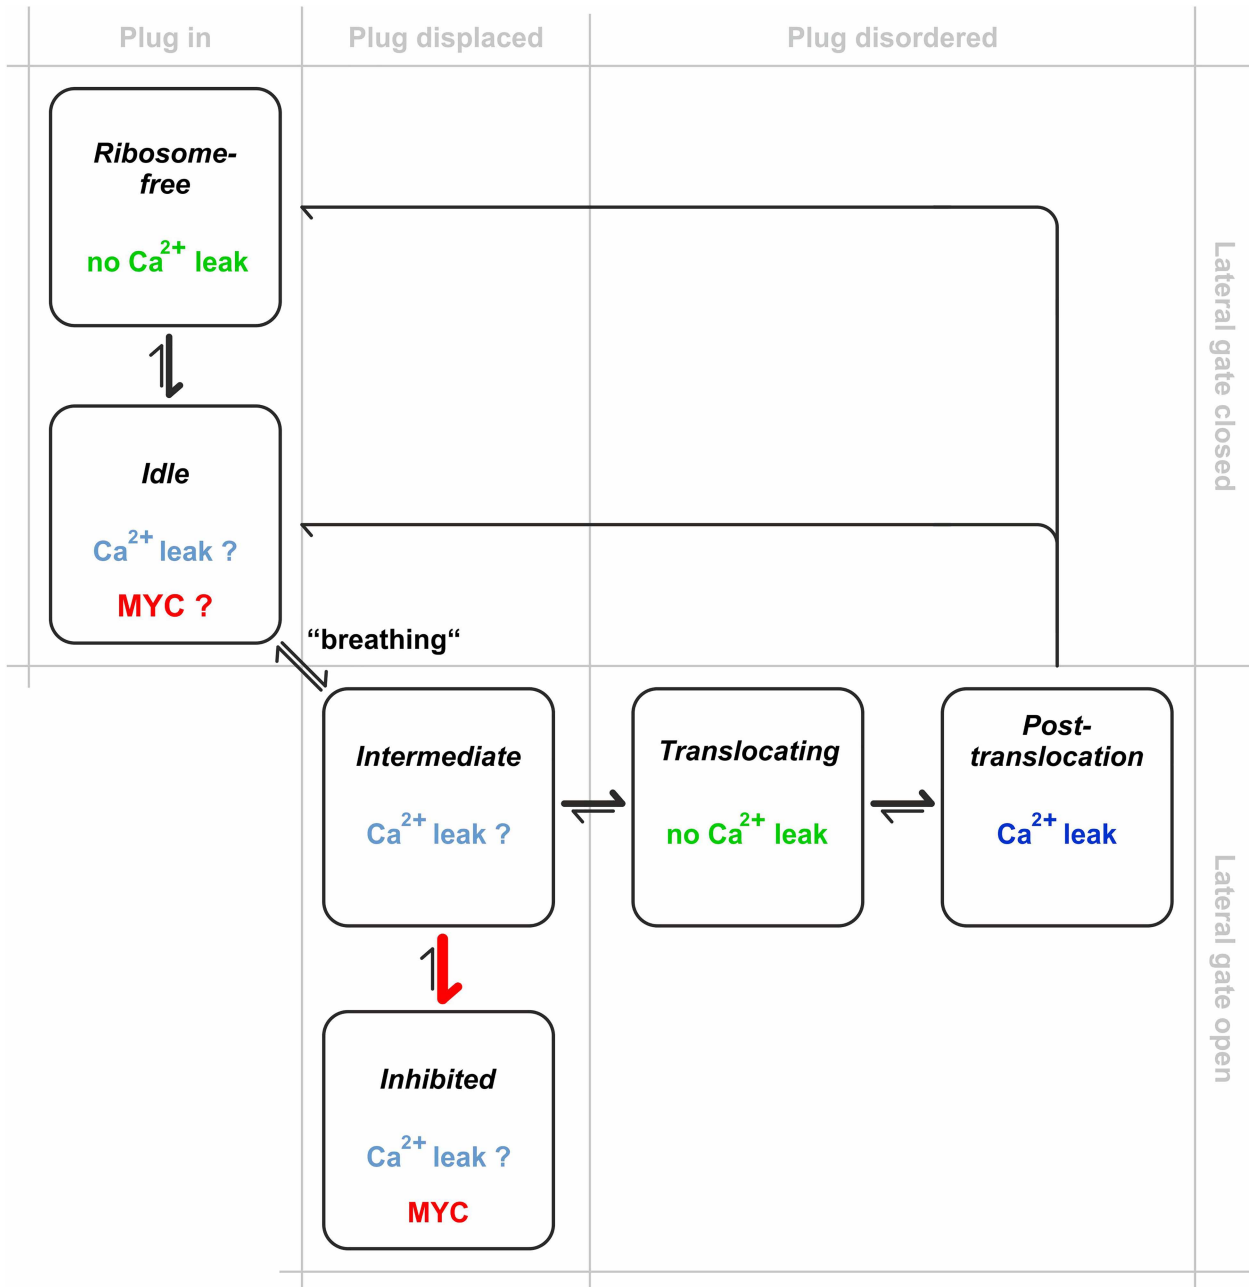 Plug in
Plug displaced
Plug disordered
Ribosome-
free
no Ca2+ leak
Lateral gate closed
Idle
Ca2+ leak ?
MYC ?
“breathing“
Intermediate
Ca2+ leak ?
Translocating
no Ca2+ leak
Post-
translocation
Ca2+ leak
Lateral gate open
Inhibited
Ca2+ leak ?
MYC